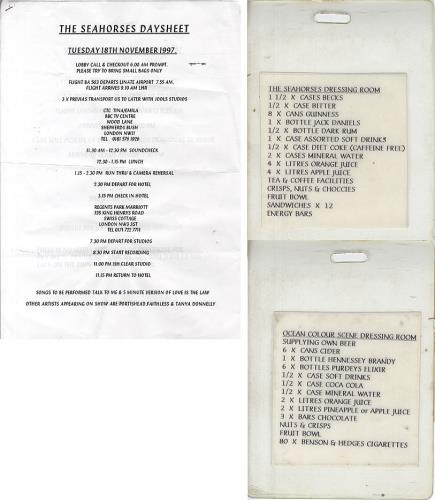 THE SEAHORSES DAYSHEET
TUESDAY 18TH NOVEMBER 1997.
LOBBY CALL & CHECKOUT 6.00 AM PROMPT.
PLEASE TRY TO BRING SMALL BAGS ONLY
FLIGHT BA 563 DEPARTS LINATE AIRPORT 7.55 AM.
FLIGHT ARRIVES 9.10 AM LHR
3 X PREVIAS TRANSPORT US TO LATER WITH JOOLS STUDIOS
CTC TINA/EMILA
BBC TV CENTRE
WOOD LANE
SHEPHERDS BUSH
LONDON NW11
TEL
11.30 AM - 12.30 PM SOUNDCHECK
12.30 - 1.15 PM LUNCH
1.15 - 2.30 PM RUN THRU & CAMERA REHERSAL
2.30 PM DEPART FOR HOTEL
3.15 PM CHECK IN HOTEL
REGENTS PARK MARRIOTT
128 KING HENRYS ROAD
SWISS COTTAGE
LONDON NW3 3ST
TEL 0171 722 7711
7.30 PM DEPART FOR STUDIOS
8.30 PM START RECORDING
11.00 PM ISH CLEAR STUDIO
11.15 PM RETURN TO HOTEL
SONGS TO BE PERFORMED TALK TO ME & 5 MINUTE VERSION OF LOVE IS THE LAW
OTHER ARTISTS APPEARING ON SHOW ARE PORTISHEAD FAITHLESS & TANYA DONNELLY
THE SEAHORSES DRESSING ROOM
1 1/2 X CASES BECKS
1/2 X CASE BITTER
8 X CANS GUINNESS
1 X BOTTLE JACK DANIELS
1/2 X BOTTLE DARK RUM
1 X CASE ASSORTED SOFT DRINKS
1/2 X CASE DIET COKE (CAFFEINE FREE)
2 X CASES MINERAL WATER
4 X LITRES ORANGE JUICE
4 X LITRES APPLE JUICE
TEA & COFFEE FACILITIES
CRISPS, NUTS & CHOCCIES
FRUIT BOWL
SANDWICHES X 12
ENERGY BARS
OCEAN COLOUR SCENE DRESSING ROOM
SUPPLYING OWN BEER
6 X CANS CIDER
1 X BOTTLE HENNESSEY BRANDY
6 X BOTTLES PURDEYS ELIXIR
1/2 X CASE SOFT DRINKS
1/2 X CASE COCA COLA
1/2 X CASE MINERAL WATER
2 X LITRES ORANGE JUICE
2 X LITRES PINEAPPLE or APPLE JUICE
3 X BARS CHOCOLATE
NUTS & CRISPS
FRUIT BOWL
80 X BENSON & HEDGES CIGARETTES